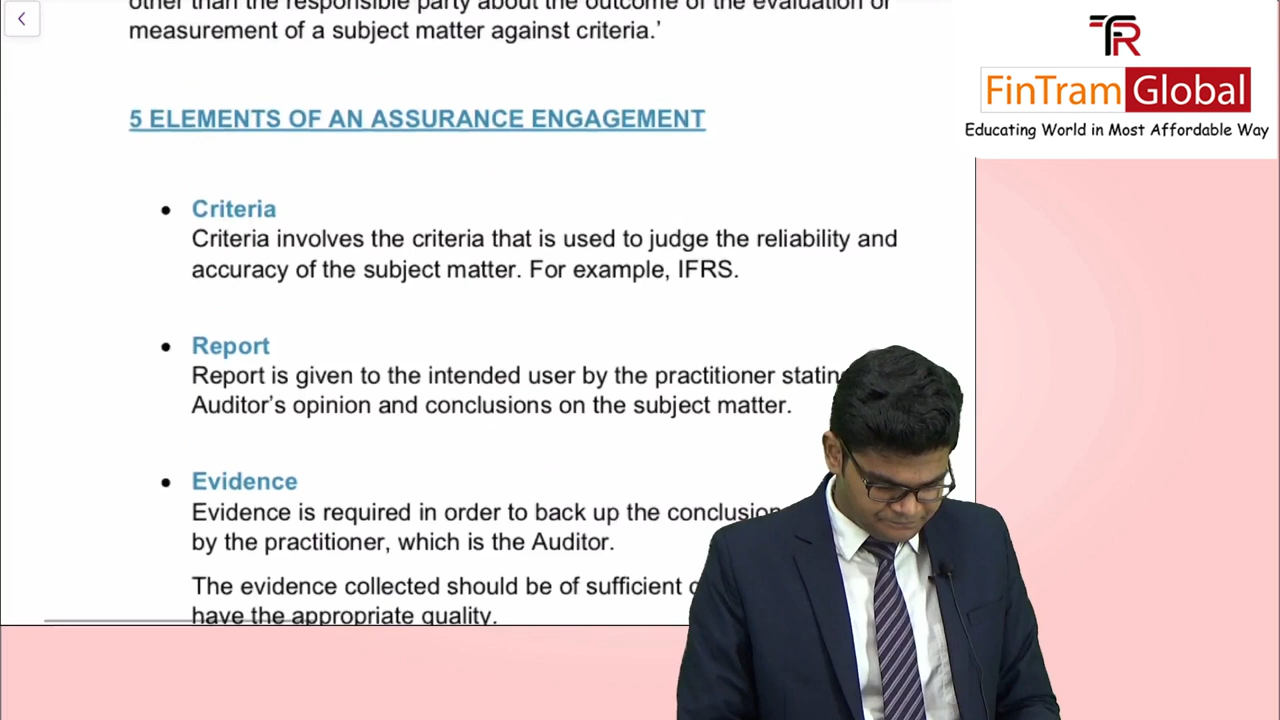 other than the responsible party about the outcome of the evaluation or
measurement of a subject matter against criteria.’
5 ELEMENTS OF AN ASSURANCE ENGAGEMENT
• Criteria
Criteria involves the criteria that is used to judge the reliability and
accuracy of the subject matter. For example, IFRS.
• Report
Report is given to the intended user by the practitioner stating
Auditor’s opinion and conclusions on the subject matter.
• Evidence
Evidence is required in order to back up the conclusion
by the practitioner, which is the Auditor.
The evidence collected should be of sufficient
have the appropriate quality.
TFR
FinTram Global
Educating World in Most Affordable Way